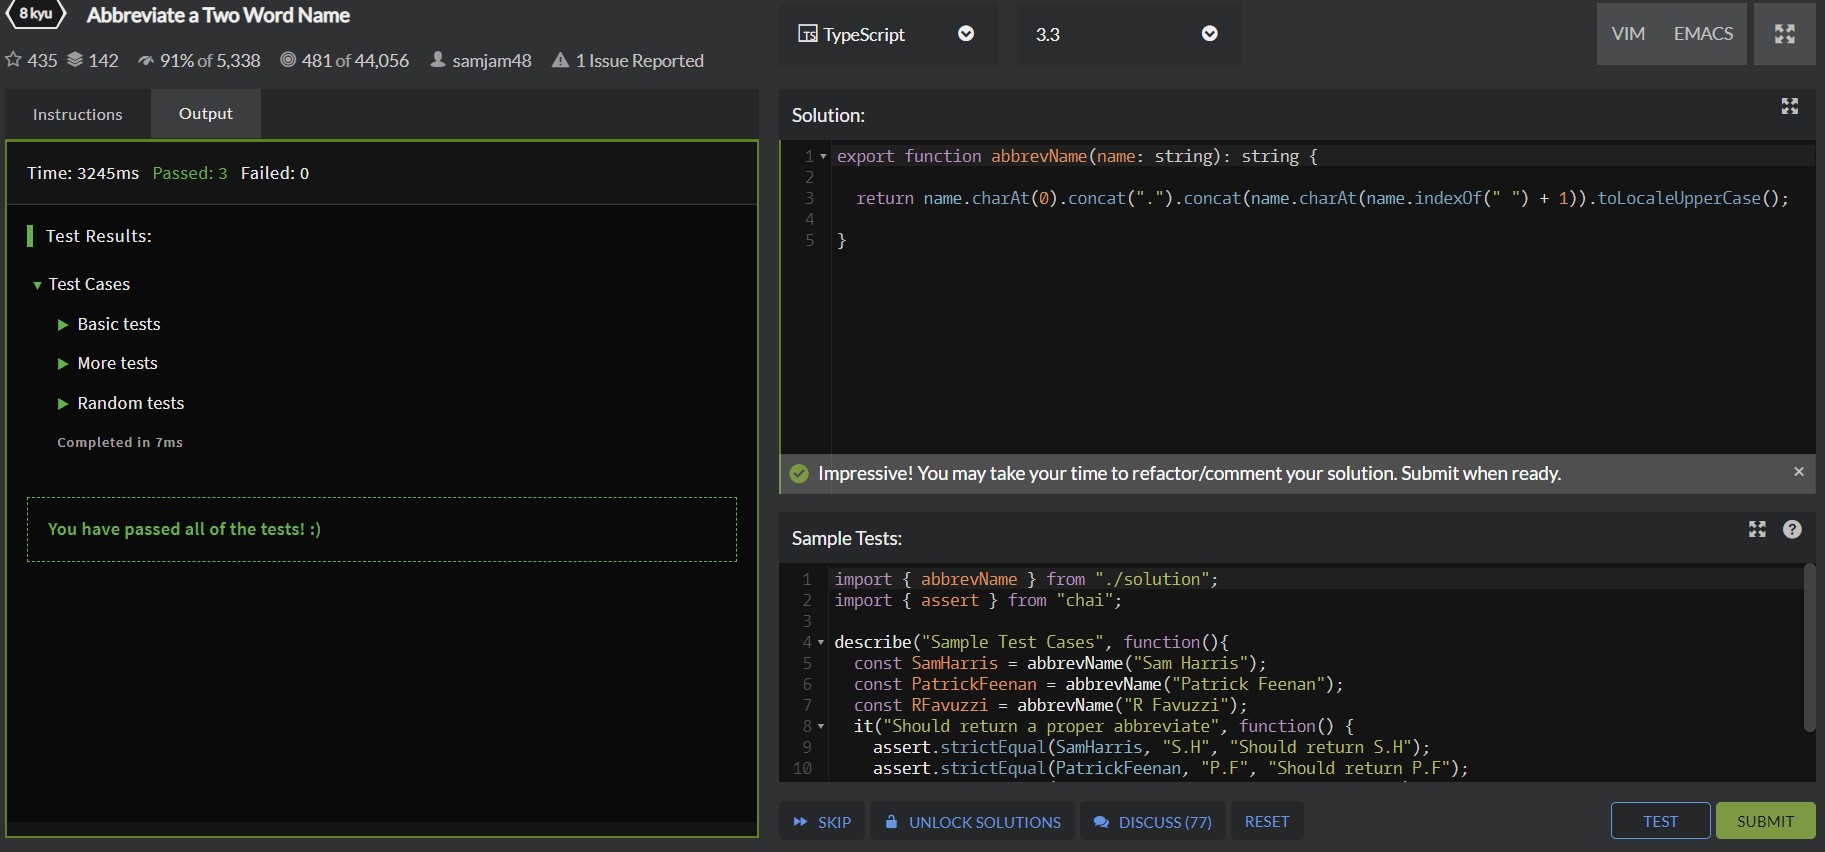 8 kyu Abbreviate a Two Word Name
435 142 91% of 5,338 481 of 44,056 samjam48 1 Issue Reported
TS TypeScript 3.3 VIM EMACS
Instructions Output
Time: 3245ms Passed: 3 Failed: 0
Test Results:
Test Cases
Basic tests
More tests
Random tests
Completed in 7ms
You have passed all of the tests! :)
Solution:
1 export function abbrevName(name: string): string {
2
3 return name.charAt(0).concat(".").concat(name.charAt(name.indexOf(" ") + 1)).toLocaleUpperCase();
4
5 }
Impressive! You may take your time to refactor/comment your solution. Submit when ready. ×
Sample Tests: ?
1 import { abbrevName } from "./solution";
2 import { assert } from "chai";
3
4 describe("Sample Test Cases", function(){
5 const SamHarris = abbrevName("Sam Harris");
6 const PatrickFeenan = abbrevName("Patrick Feenan");
7 const RFavuzzi = abbrevName("R Favuzzi");
8 it("Should return a proper abbreviate", function() {
9 assert.strictEqual(SamHarris, "S.H", "Should return S.H");
10 assert.strictEqual(PatrickFeenan, "P.F", "Should return P.F");
SKIP UNLOCK SOLUTIONS DISCUSS (77) RESET TEST SUBMIT